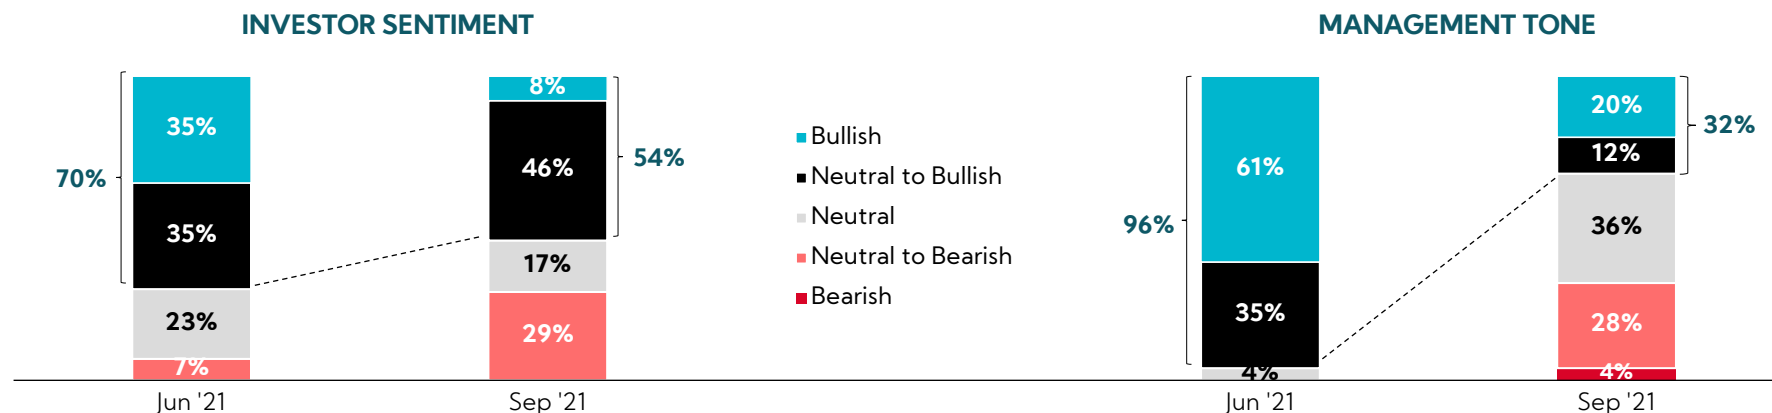 INVESTOR SENTIMENT
35%
35%
23%
7%
70%
Jun '21
8%
46%
17%
29%
54%
Sep '21
Bullish
Neutral to Bullish
Neutral
Neutral to Bearish
Bearish
MANAGEMENT TONE
61%
35%
4%
96%
Jun '21
20%
12%
36%
28%
4%
32%
Sep '21